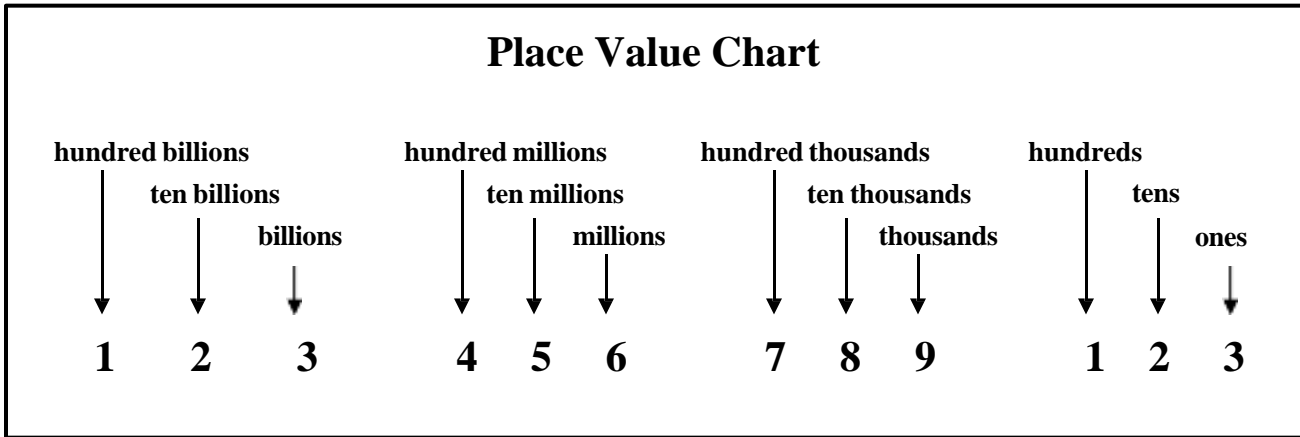 Place Value Chart
hundred billions hundred millions hundred thousands hundreds
ten billions ten millions ten thousands tens
billions millions thousands ones
1 2 3 4 5 6 7 8 9 1 2 3